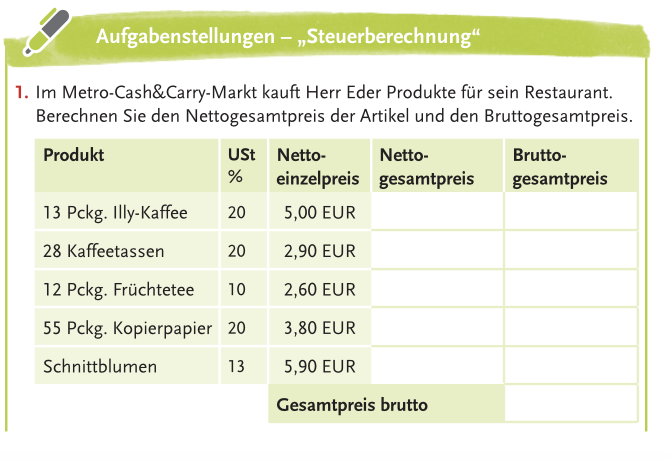 Aufgabenstellungen – „Steuerberechnung“
1. Im Metro-Cash&Carry-Markt kauft Herr Eder Produkte für sein Restaurant.
Berechnen Sie den Nettogesamtpreis der Artikel und den Bruttogesamtpreis.
Produkt USt % Netto-einzelpreis Netto-gesamtpreis Brutto-gesamtpreis
13 Pckg. Illy-Kaffee 20 5,00 EUR
28 Kaffeetassen 20 2,90 EUR
12 Pckg. Früchtetee 10 2,60 EUR
55 Pckg. Kopierpapier 20 3,80 EUR
Schnittblumen 13 5,90 EUR
Gesamtpreis brutto